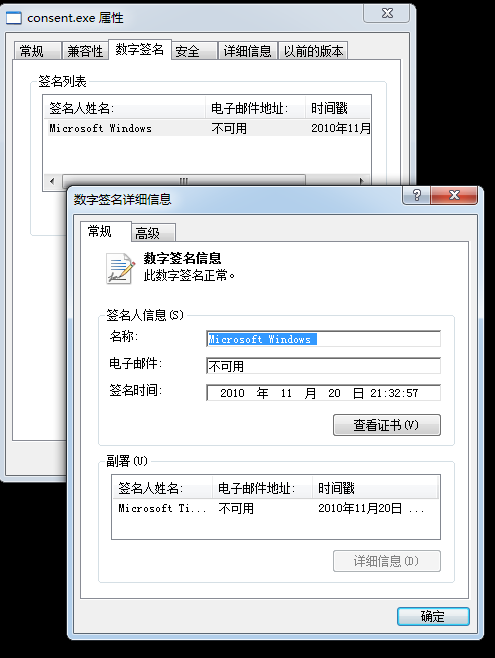 consent.exe 属性
常规 兼容性 数字签名 安全 详细信息 以前的版本
签名列表
签名人姓名: 电子邮件地址: 时间戳
Microsoft Windows 不可用 2010年11月
数字签名详细信息
常规 高级
数字签名信息
此数字签名正常。
签名人信息(S)
名称: Microsoft Windows
电子邮件: 不可用
签名时间: 2010 年 11 月 20 日 21:32:57
查看证书(V)
副署(U)
签名人姓名: 电子邮件地址: 时间戳
Microsoft Ti... 不可用 2010年11月20日 ...
详细信息(D)
确定